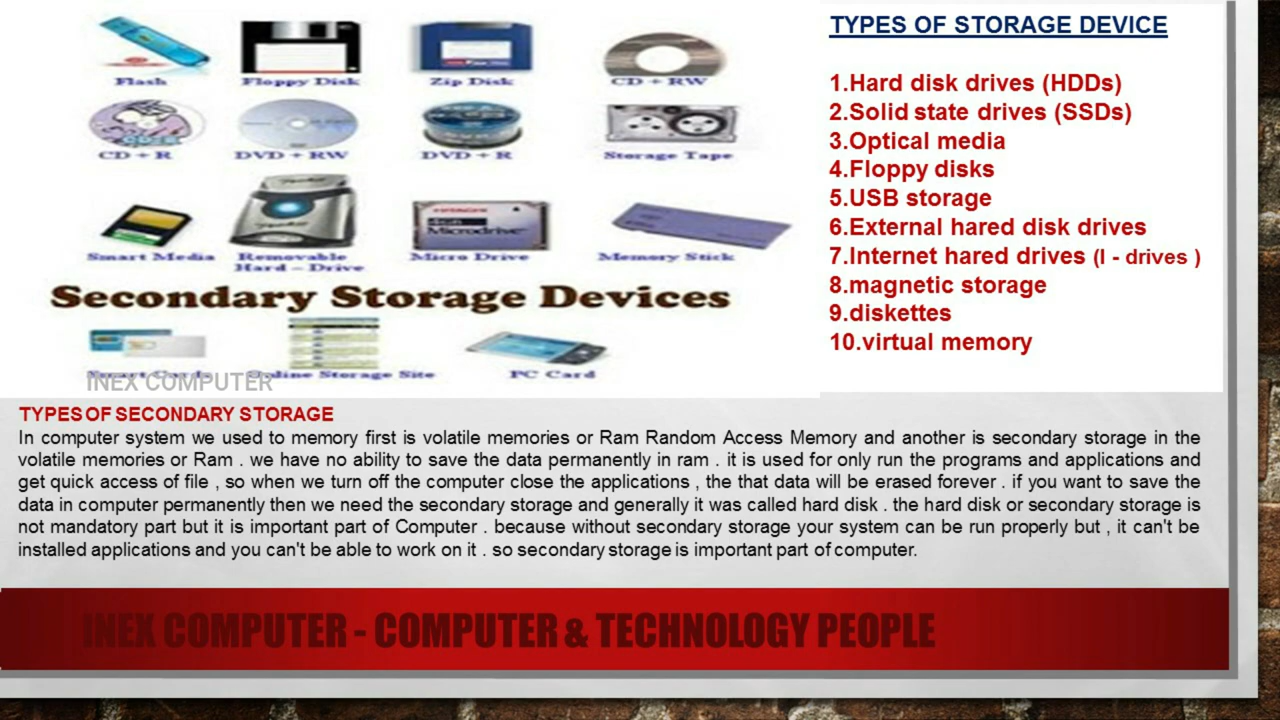 Flash Floppy Disk Zip Disk CD + RW
CD + R DVD + RW DVD + R Storage Tape
Smart Media Removable Hard – Drive Micro Drive Memory Stick
Secondary Storage Devices
Online Storage Site PC Card
INEX COMPUTER
TYPES OF STORAGE DEVICE
1.Hard disk drives (HDDs)
2.Solid state drives (SSDs)
3.Optical media
4.Floppy disks
5.USB storage
6.External hared disk drives
7.Internet hared drives (I - drives )
8.magnetic storage
9.diskettes
10.virtual memory
TYPES OF SECONDARY STORAGE
In computer system we used to memory first is volatile memories or Ram Random Access Memory and another is secondary storage in the
volatile memories or Ram . we have no ability to save the data permanently in ram . it is used for only run the programs and applications and
get quick access of file , so when we turn off the computer close the applications , the that data will be erased forever . if you want to save the
data in computer permanently then we need the secondary storage and generally it was called hard disk . the hard disk or secondary storage is
not mandatory part but it is important part of Computer . because without secondary storage your system can be run properly but , it can't be
installed applications and you can't be able to work on it . so secondary storage is important part of computer.
INEX COMPUTER - COMPUTER & TECHNOLOGY PEOPLE